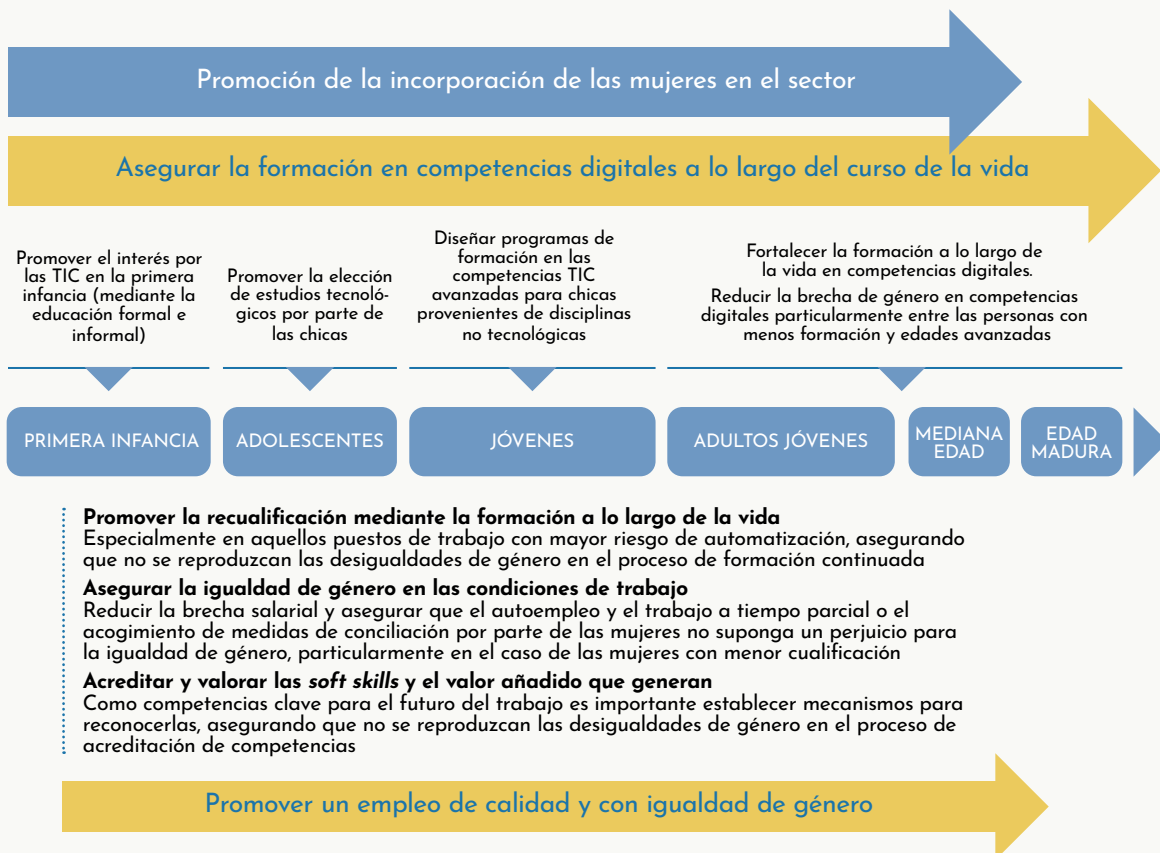 Promoción de la incorporación de las mujeres en el sector
Asegurar la formación en competencias digitales a lo largo del curso de la vida
Promover el interés por
las TIC en la primera
infancia (mediante la
educación formal e
informal)
Promover la elección
de estudios tecnoló-
gicos por parte de
las chicas
Diseñar programas de
formación en las
competencias TIC
avanzadas para chicas
provenientes de disciplinas
no tecnológicas
Fortalecer la formación a lo largo de
la vida en competencias digitales.
Reducir la brecha de género en competencias
digitales particularmente entre las personas con
menos formación y edades avanzadas
PRIMERA INFANCIA
ADOLESCENTES
JÓVENES
ADULTOS JÓVENES
MEDIANA
EDAD
EDAD
MADURA
Promover la recualificación mediante la formación a lo largo de la vida
Especialmente en aquellos puestos de trabajo con mayor riesgo de automatización, asegurando
que no se reproduzcan las desigualdades de género en el proceso de formación continuada
Asegurar la igualdad de género en las condiciones de trabajo
Reducir la brecha salarial y asegurar que el autoempleo y el trabajo a tiempo parcial o el
acogimiento de medidas de conciliación por parte de las mujeres no suponga un perjuicio para
la igualdad de género, particularmente en el caso de las mujeres con menor cualificación
Acreditar y valorar las soft skills y el valor añadido que generan
Como competencias clave para el futuro del trabajo es importante establecer mecanismos para
reconocerlas, asegurando que no se reproduzcan las desigualdades de género en el proceso de
acreditación de competencias
Promover un empleo de calidad y con igualdad de género